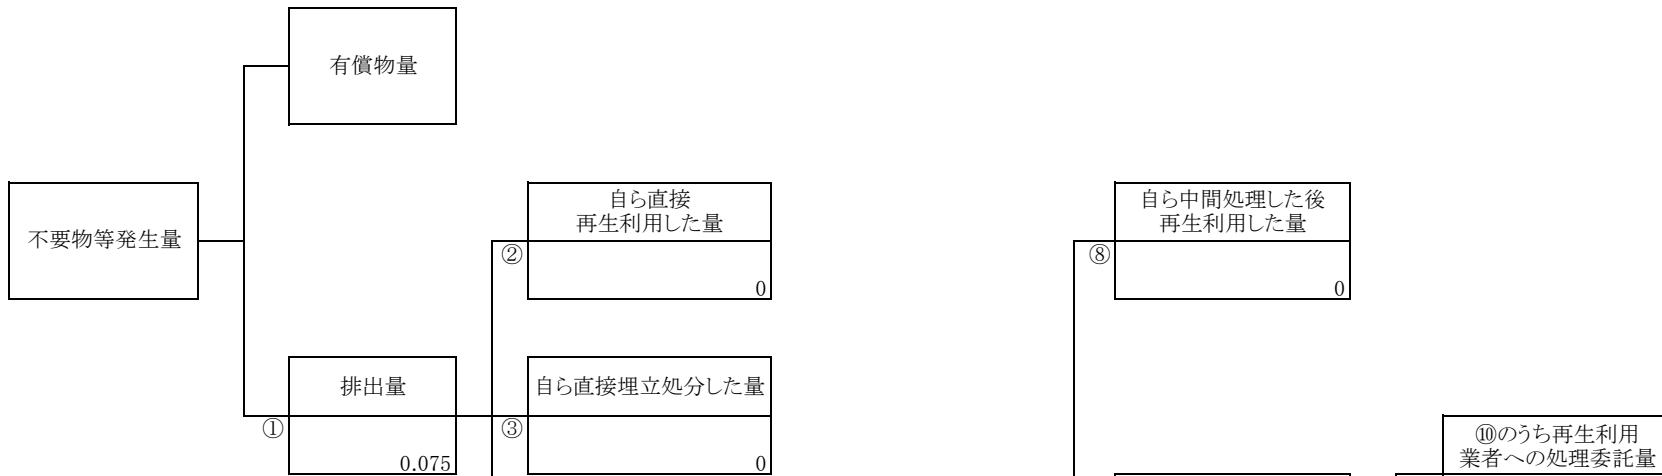 有償物量
不要物等発生量
自ら直接
再生利用した量
②
0
自ら中間処理した後
再生利用した量
⑧
0
排出量
①
0.075
自ら直接埋立処分した量
③
0
⑩のうち再生利用
業者への処理委託量